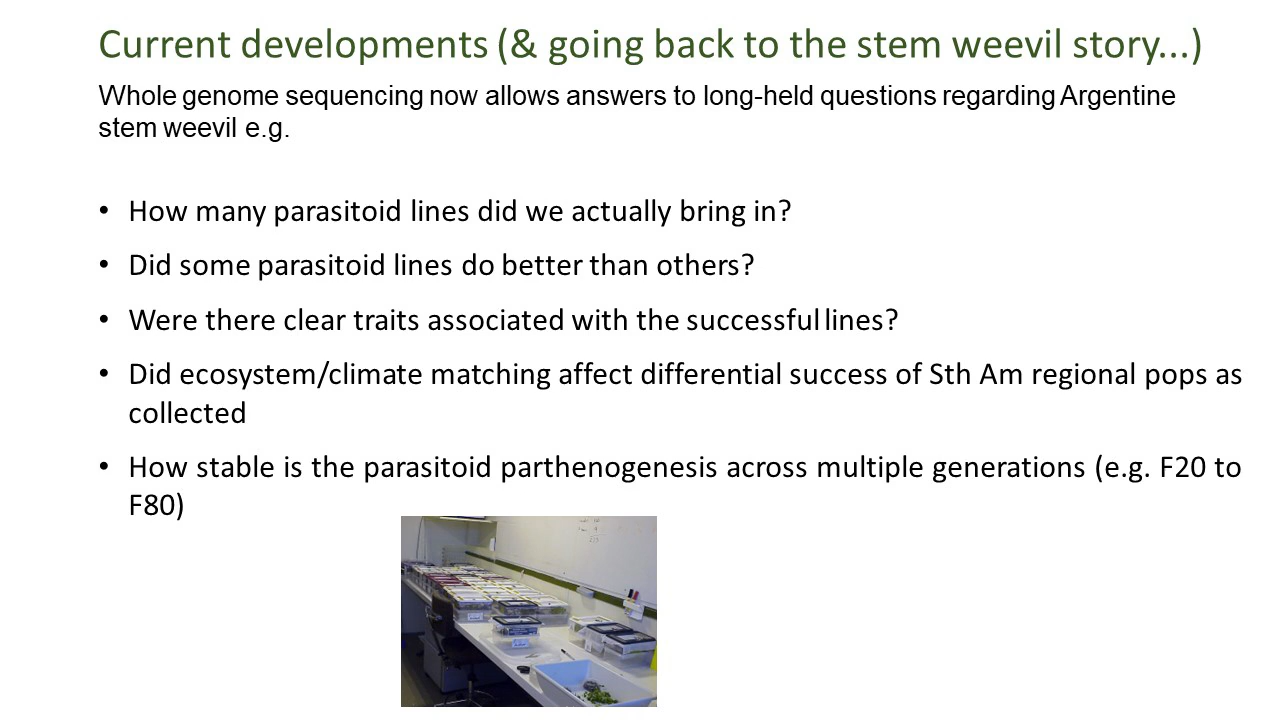 Current developments (& going back to the stem weevil story...)
Whole genome sequencing now allows answers to long-held questions regarding Argentine
stem weevil e.g.
• How many parasitoid lines did we actually bring in?
• Did some parasitoid lines do better than others?
• Were there clear traits associated with the successful lines?
• Did ecosystem/climate matching affect differential success of Sth Am regional pops as
collected
• How stable is the parasitoid parthenogenesis across multiple generations (e.g. F20 to
F80)